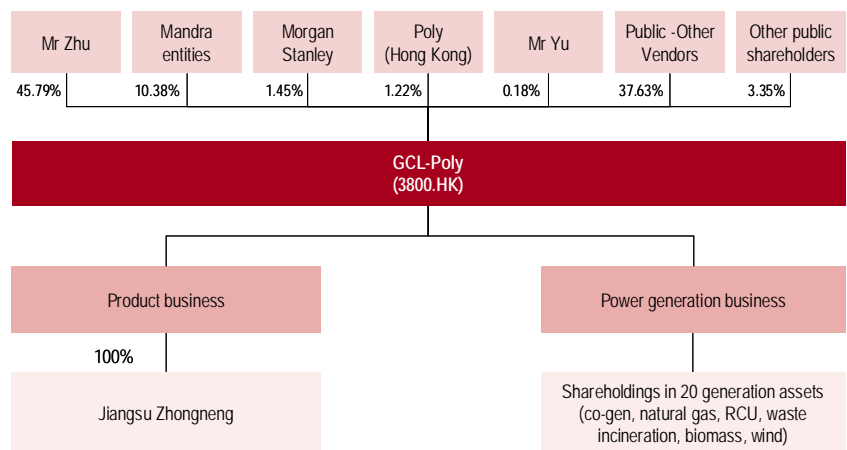 Mr Zhu
Mandra
entities
Morgan
Stanley
Poly
(Hong Kong)
Mr Yu
Public -Other
Vendors
Other public
shareholders
45.79%
10.38%
1.45%
1.22%
0.18%
37.63%
3.35%
GCL-Poly
(3800.HK)
Product business
Power generation business
100%
Jiangsu Zhongneng
Shareholdings in 20 generation assets
(co-gen, natural gas, RCU, waste
incineration, biomass, wind)